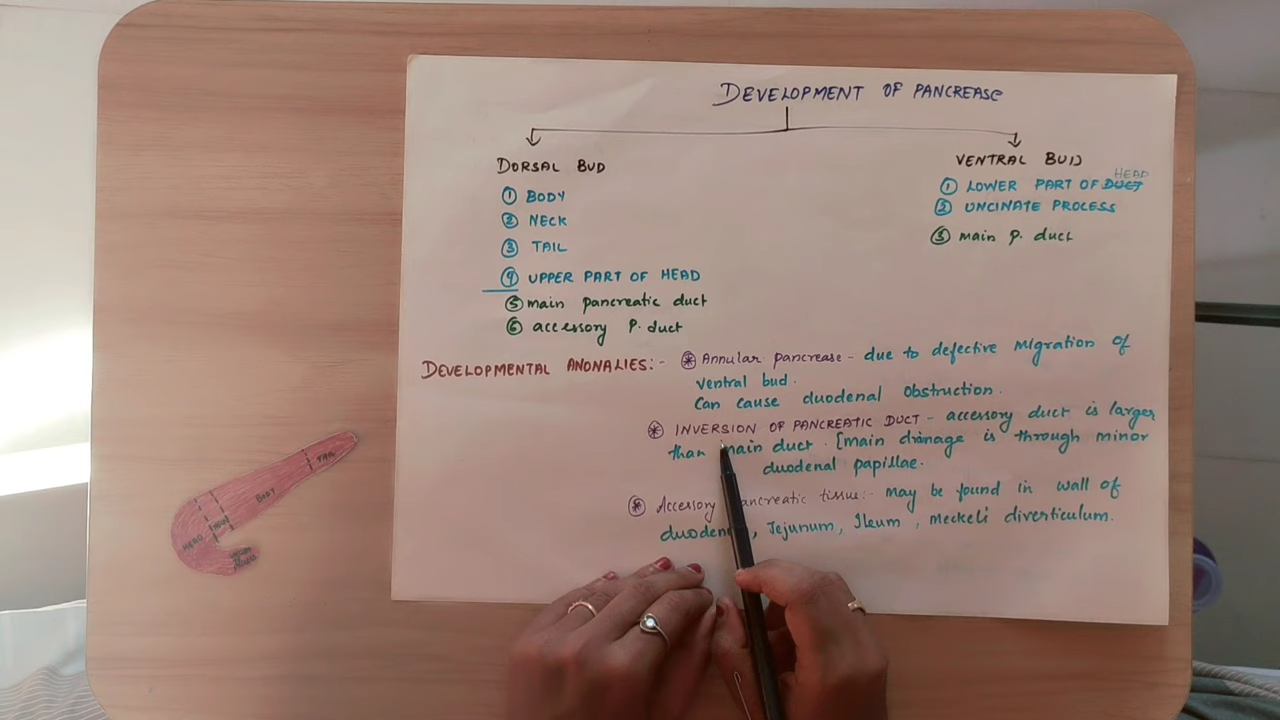 DEVELOPMENT OF PANCREASE
DORSAL BUD
① BODY
② NECK
③ TAIL
④ UPPER PART OF HEAD
⑤ main pancreatic duct
⑥ accessory P. duct
VENTRAL BUD
HEAD
① LOWER PART OF DUCT
② UNCINATE PROCESS
③ main P. duct
DEVELOPMENTAL ANONALIES:- Annular pancrease - due to defective migration of
ventral bud.
Can cause duodenal obstruction.
INVERSION OF PANCREATIC DUCT - accessory duct is larger
than main duct. [main drainage is through minor
duodenal papillae.
Accessory pancreatic tissue:- may be found in wall of
duoden, Jejunum, Ileum, meckeli diverticulum.
TAIL
BODY
NECK
HEAD